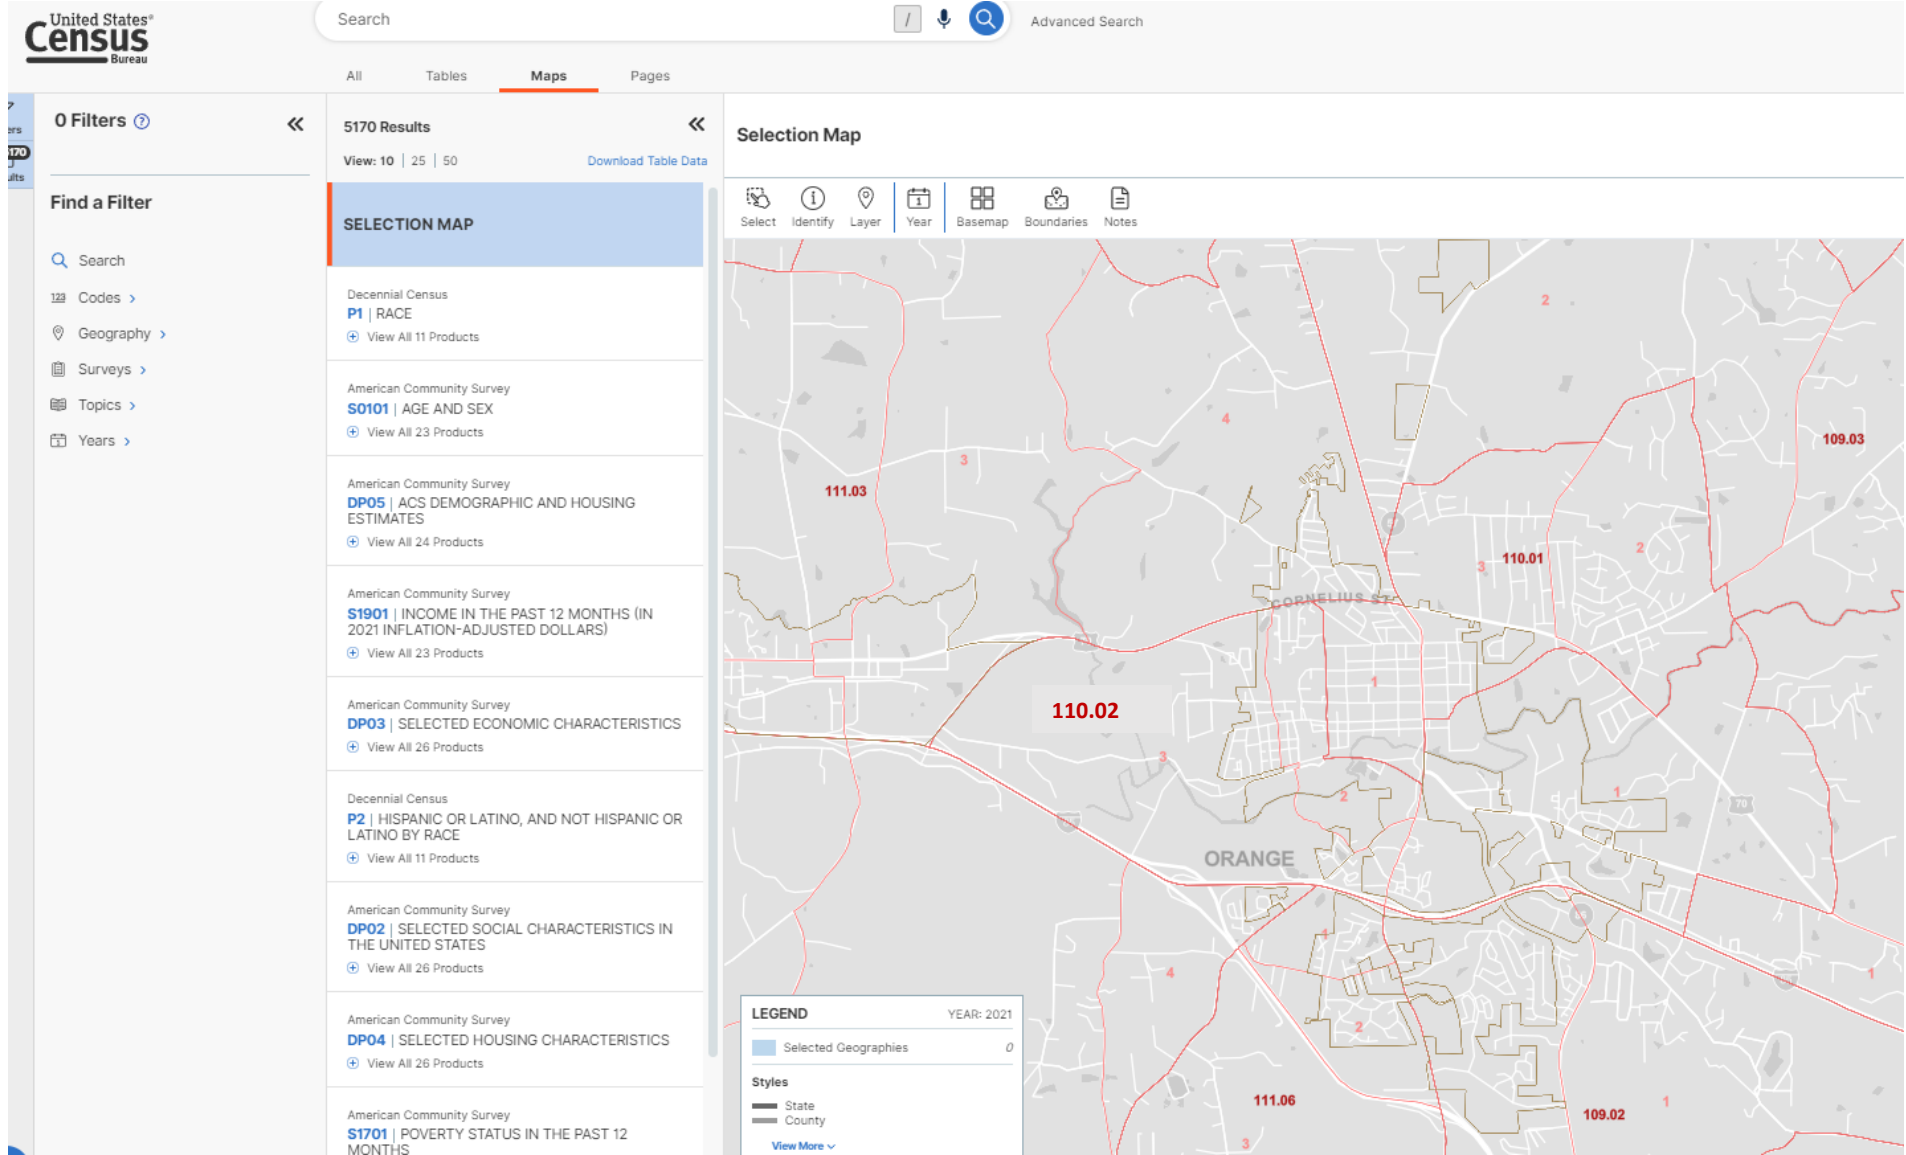 United States®
Census
Bureau
Search
/
Advanced Search
All
Tables
Maps
Pages
ers
170
ults
0 Filters ?
Find a Filter
Search
123 Codes
Geography
Surveys
Topics
Years
5170 Results
View: 10 | 25 | 50
Download Table Data
SELECTION MAP
Decennial Census
P1 | RACE
View All 11 Products
American Community Survey
S0101 | AGE AND SEX
View All 23 Products
American Community Survey
DP05 | ACS DEMOGRAPHIC AND HOUSING
ESTIMATES
View All 24 Products
American Community Survey
S1901 | INCOME IN THE PAST 12 MONTHS (IN
2021 INFLATION-ADJUSTED DOLLARS)
View All 23 Products
American Community Survey
DP03 | SELECTED ECONOMIC CHARACTERISTICS
View All 26 Products
Decennial Census
P2 | HISPANIC OR LATINO, AND NOT HISPANIC OR
LATINO BY RACE
View All 11 Products
American Community Survey
DP02 | SELECTED SOCIAL CHARACTERISTICS IN
THE UNITED STATES
View All 26 Products
American Community Survey
DP04 | SELECTED HOUSING CHARACTERISTICS
View All 26 Products
American Community Survey
S1701 | POVERTY STATUS IN THE PAST 12
MONTHS
Selection Map
Select
Identify
Layer
Year
Basemap
Boundaries
Notes
2
4
109.03
3
111.03
110.01
2
3
CORNELIUS ST
1
110.02
3
2
1
70
ORANGE
1
4
1
2
111.06
109.02
1
3
LEGEND
YEAR: 2021
Selected Geographies
0
Styles
State
County
View More